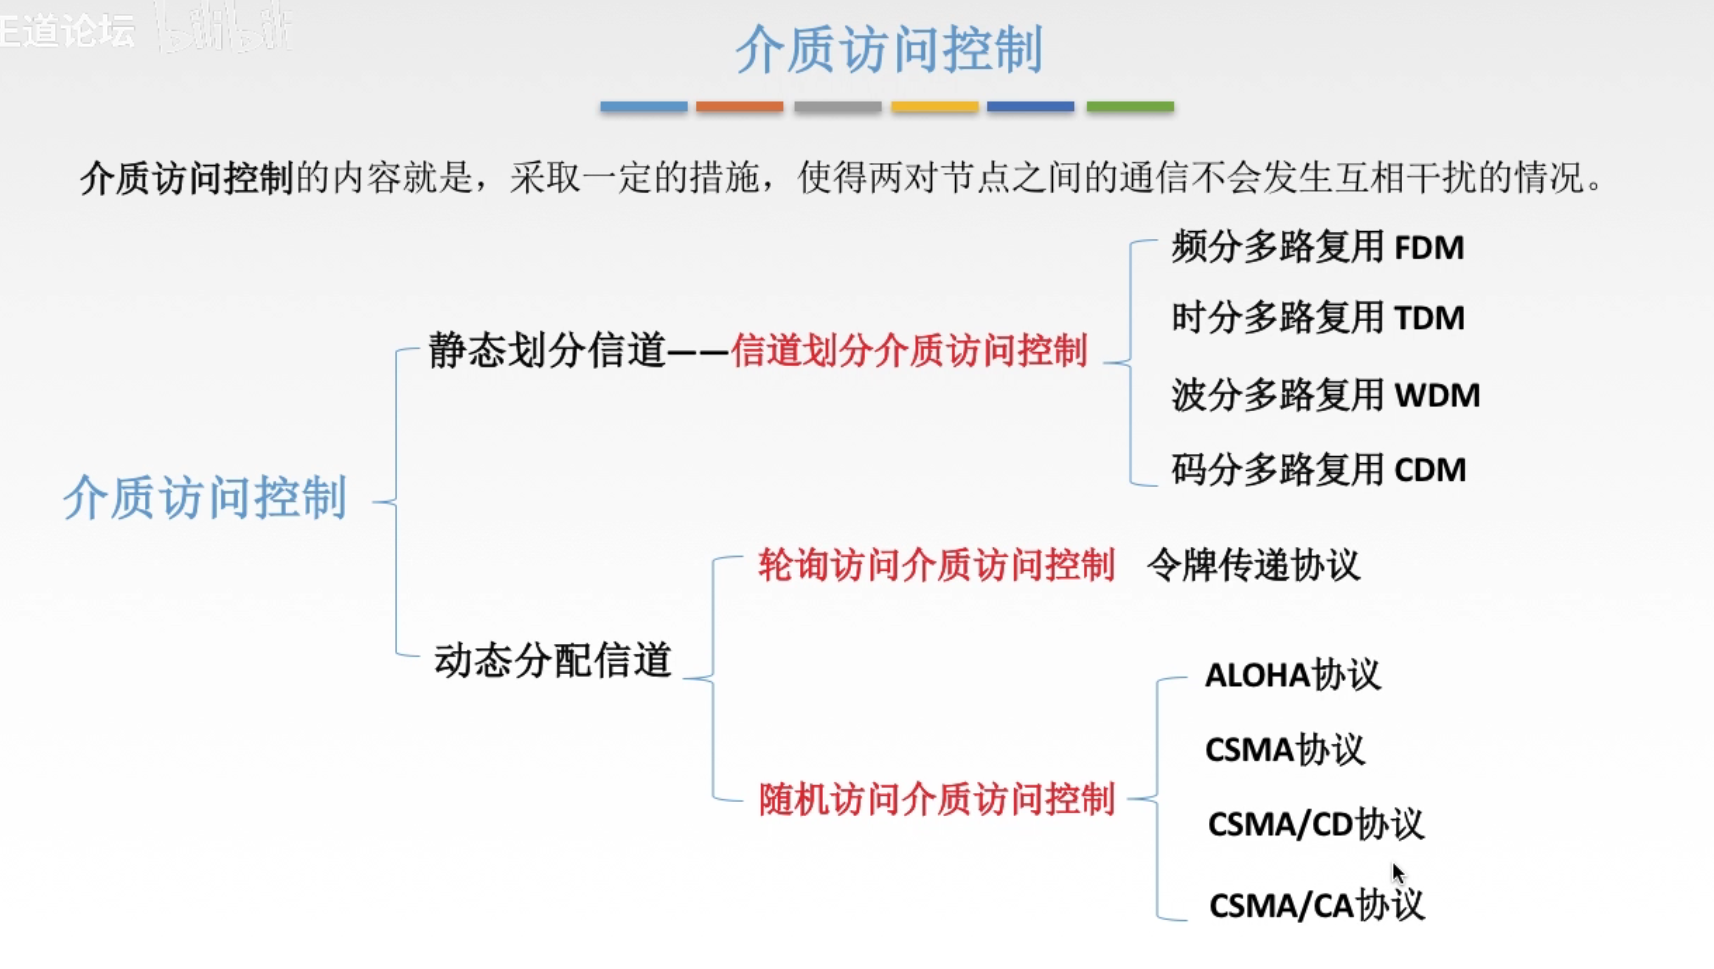 王道论坛 bilibili
介质访问控制
介质访问控制的内容就是，采取一定的措施，使得两对节点之间的通信不会发生互相干扰的情况。
频分多路复用 FDM
时分多路复用 TDM
静态划分信道——信道划分介质访问控制
波分多路复用 WDM
码分多路复用 CDM
介质访问控制
轮询访问介质访问控制 令牌传递协议
动态分配信道
ALOHA协议
CSMA协议
随机访问介质访问控制
CSMA/CD协议
CSMA/CA协议